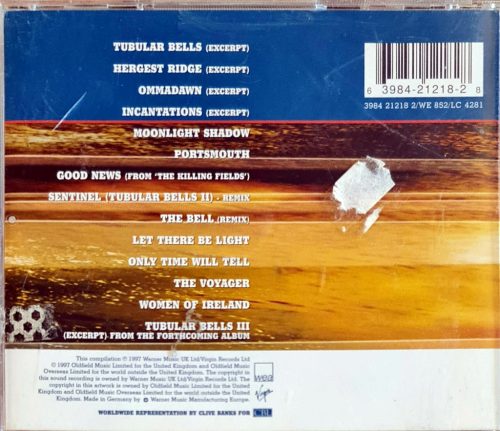 TUBULAR BELLS (EXCERPT)
HERGEST RIDGE (EXCERPT)
OMMADAWN (EXCERPT)
INCANTATIONS (EXCERPT)
MOONLIGHT SHADOW
PORTSMOUTH
GOOD NEWS (FROM 'THE KILLING FIELDS')
SENTINEL (TUBULAR BELLS II) - REMIX
THE BELL (REMIX)
LET THERE BE LIGHT
ONLY TIME WILL TELL
THE VOYAGER
WOMEN OF IRELAND
TUBULAR BELLS III
(EXCERPT) FROM THE FORTHCOMING ALBUM
6 3984-21218-2 8
3984 21218 2/WE 852/LC 4281
This compilation ℗ 1997 Warner Music UK Ltd/Virgin Records Ltd
© 1997 Oldfield Music Limited for the United Kingdom and Oldfield Music
Overseas Limited for the world outside the United Kingdom. The copyright in
this sound recording is owned by Warner Music UK Ltd/Virgin Records Ltd. The
copyright in this artwork is owned by Oldfield Music Limited for the United
Kingdom and Oldfield Music Overseas Limited for the world outside the United
Kingdom. Made in Germany by Warner Music Manufacturing Europe.
WORLDWIDE REPRESENTATION BY CLIVE BANKS FOR CBL
wea
Virgin